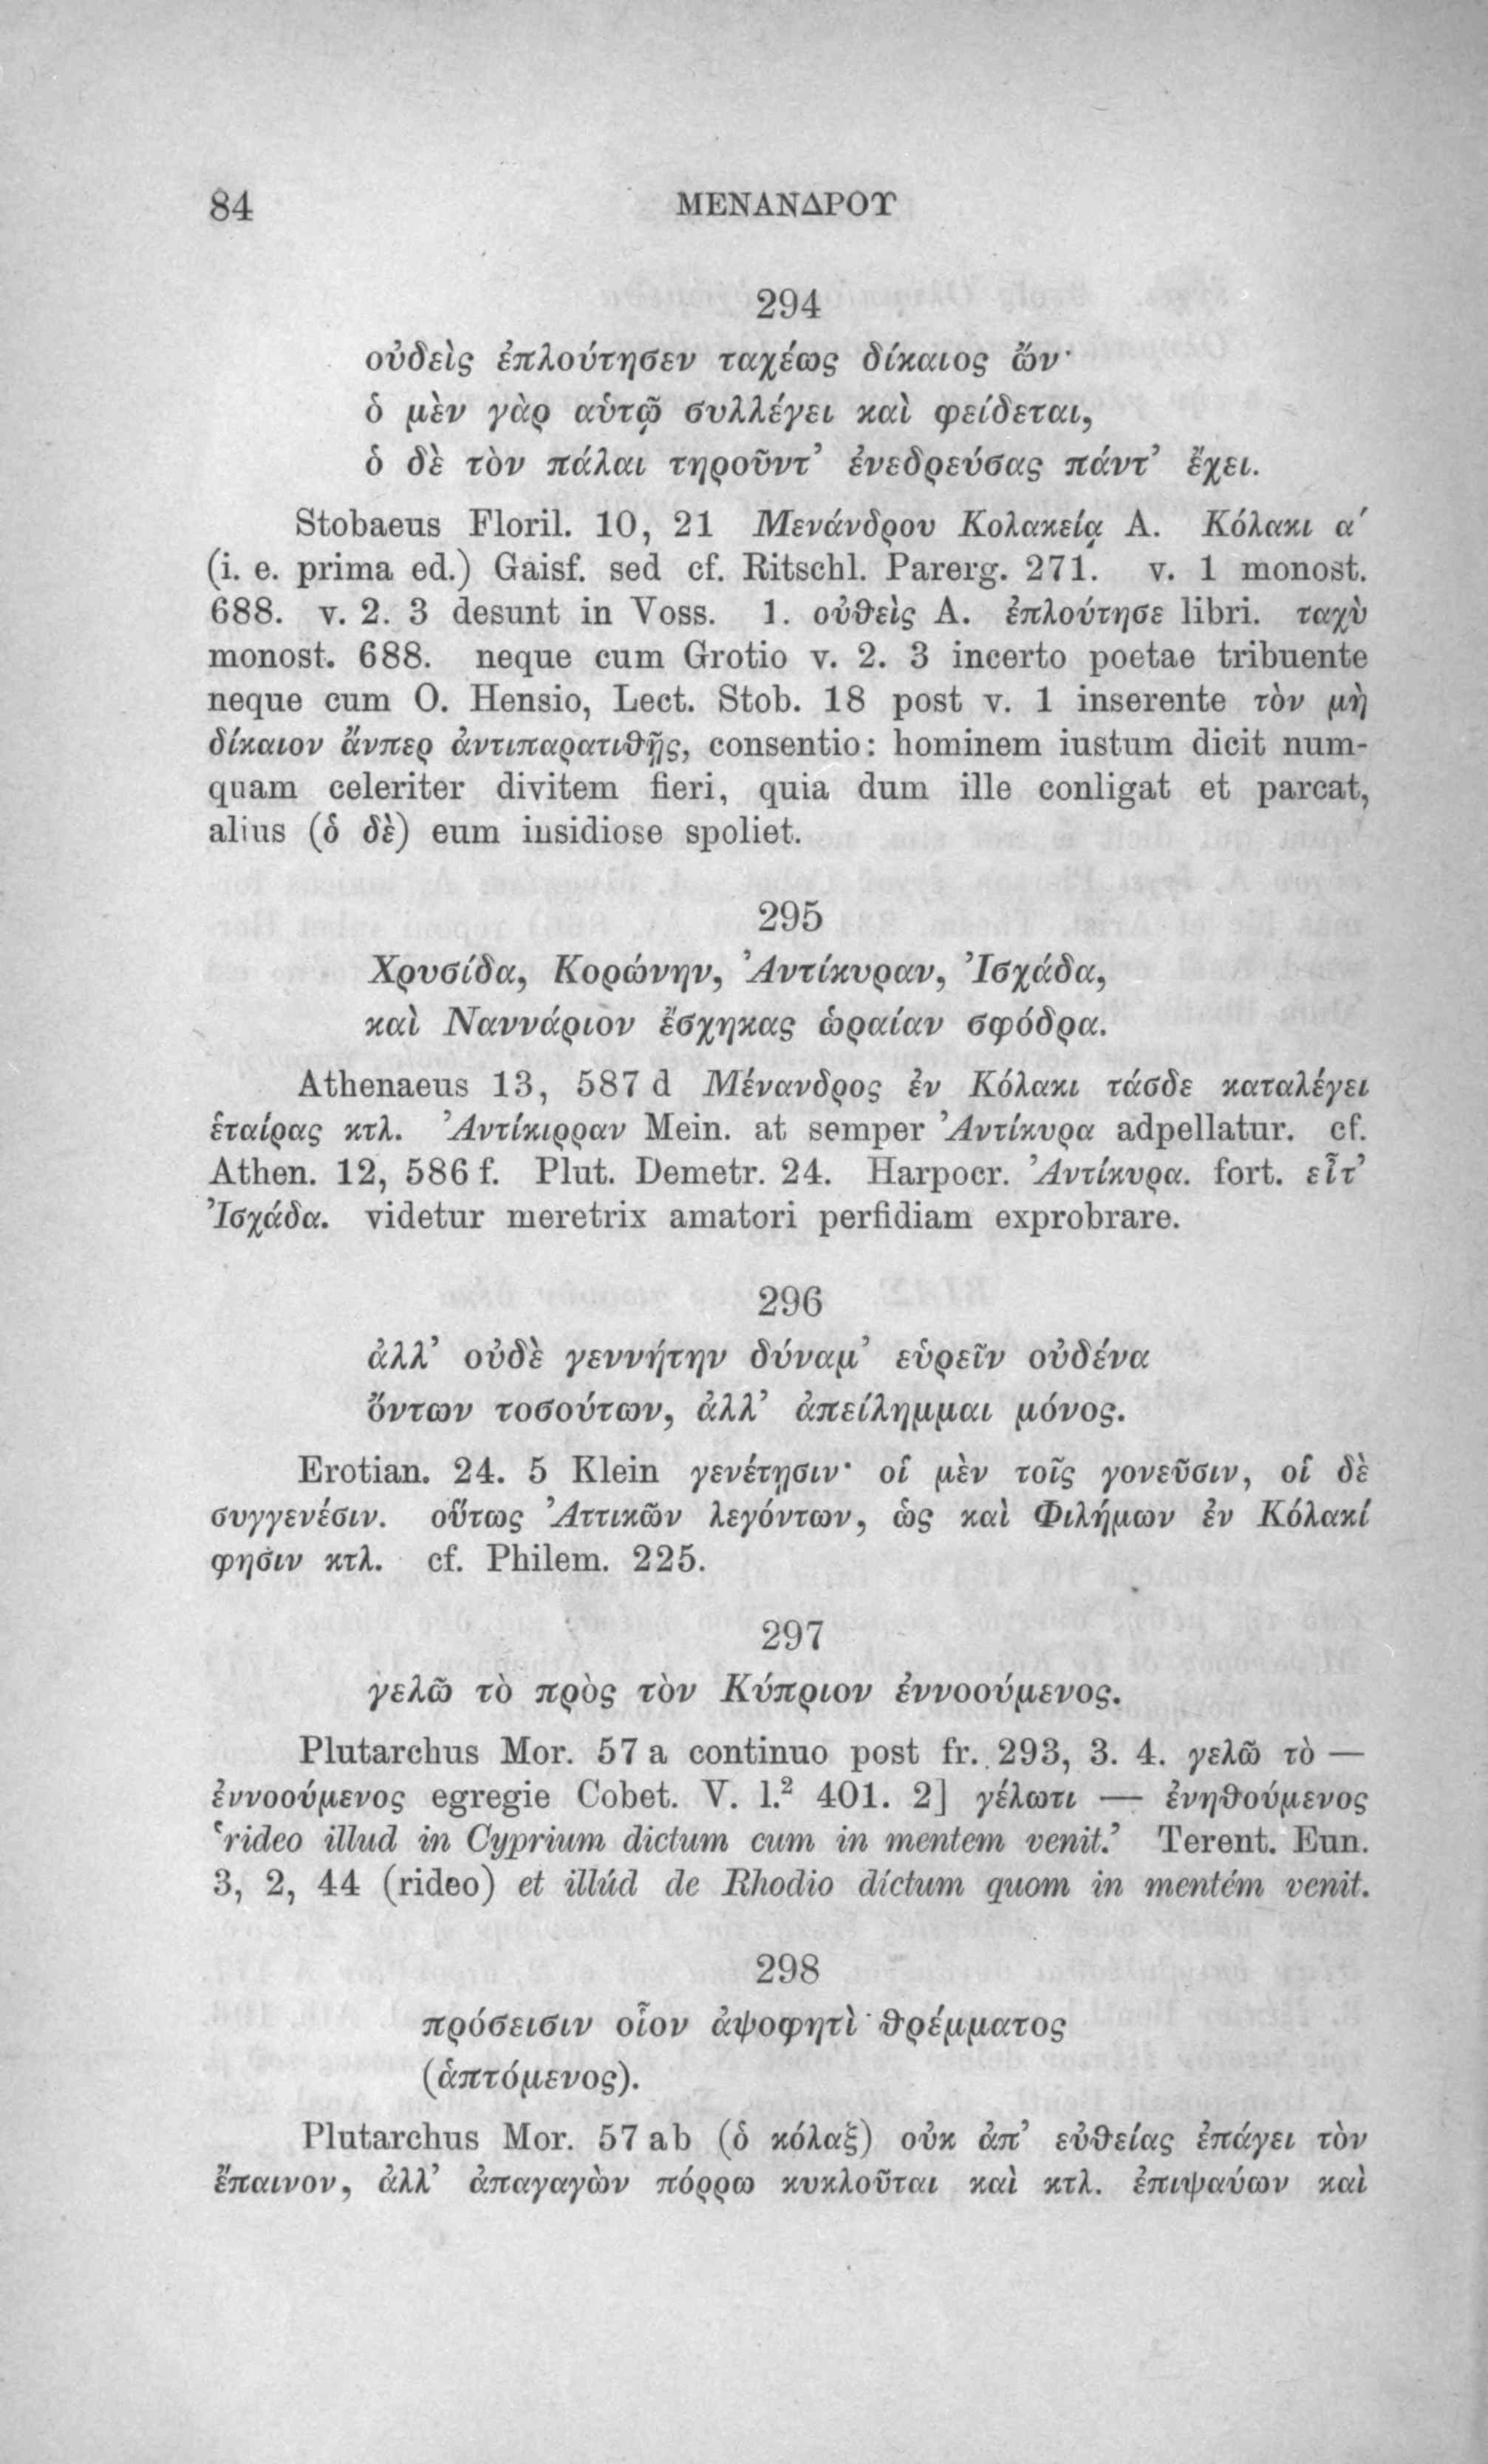 84 ΜΕΝΑΝΔΡΟΥ
294
οὐδεὶς ἐπλούτησεν ταχέως δίκαιος ὤν·
ὁ μὲν γὰρ αὑτῷ συλλέγει καὶ φείδεται,
ὁ δὲ τὸν πάλαι τηροῦντ’ ἐνεδρεύσας πάντ’ ἔχει.
Stobaeus Floril. 10, 21 Μενάνδρου Κολακείᾳ A. Κόλακι α′
(i. e. prima ed.) Gaisf. sed cf. Ritschl. Parerg. 271. v. 1 monost.
688. v. 2. 3 desunt in Voss. 1. οὐθεὶς A. ἐπλούτησε libri. ταχὺ
monost. 688. neque cum Grotio v. 2. 3 incerto poetae tribuente
neque cum O. Hensio, Lect. Stob. 18 post v. 1 inserente τὸν μὴ
δίκαιον ἄνπερ ἀντιπαρατιθῇς, consentio: hominem iustum dicit num-
quam celeriter divitem fieri, quia dum ille conligat et parcat,
alius (ὁ δὲ) eum insidiose spoliet.
295
Χρυσίδα, Κορώνην, Ἀντίκυραν, Ἰσχάδα,
καὶ Ναννάριον ἔσχηκας ὡραίαν σφόδρα.
Athenaeus 13, 587 d Μένανδρος ἐν Κόλακι τάσδε καταλέγει
ἑταίρας κτλ. Ἀντίκιρραν Mein. at semper Ἀντίκυρα adpellatur. cf.
Athen. 12, 586 f. Plut. Demetr. 24. Harpocr. Ἀντίκυρα. fort. εἶτ’
Ἰσχάδα. videtur meretrix amatori perfidiam exprobrare.
296
ἀλλ’ οὐδὲ γεννήτην δύναμ’ εὑρεῖν οὐδένα
ὄντων τοσούτων, ἀλλ’ ἀπείλημμαι μόνος.
Erotian. 24. 5 Klein γενέτῃσιν· οἱ μὲν τοῖς γονεῦσιν, οἱ δὲ
συγγενέσιν. οὕτως Ἀττικῶν λεγόντων, ὡς καὶ Φιλήμων ἐν Κόλακί
φησιν κτλ. cf. Philem. 225.
297
γελῶ τὸ πρὸς τὸν Κύπριον ἐννοούμενος.
Plutarchus Mor. 57 a continuo post fr. 293, 3. 4. γελῶ τὸ —
ἐννοούμενος egregie Cobet. V. l.² 401. 2] γέλωτι — ἐνηθούμενος
‘rideo illud in Cyprium dictum cum in mentem venit.’ Terent. Eun.
3, 2, 44 (rideo) et illúd de Rhodio díctum quom in mentém venit.
298
πρόσεισιν οἷον ἀψοφητὶ θρέμματος
(ἁπτόμενος).
Plutarchus Mor. 57 ab (ὁ κόλαξ) οὐκ ἀπ’ εὐθείας ἐπάγει τὸν
ἔπαινον, ἀλλ’ ἀπαγαγὼν πόρρω κυκλοῦται καὶ κτλ. ἐπιψαύων καὶ